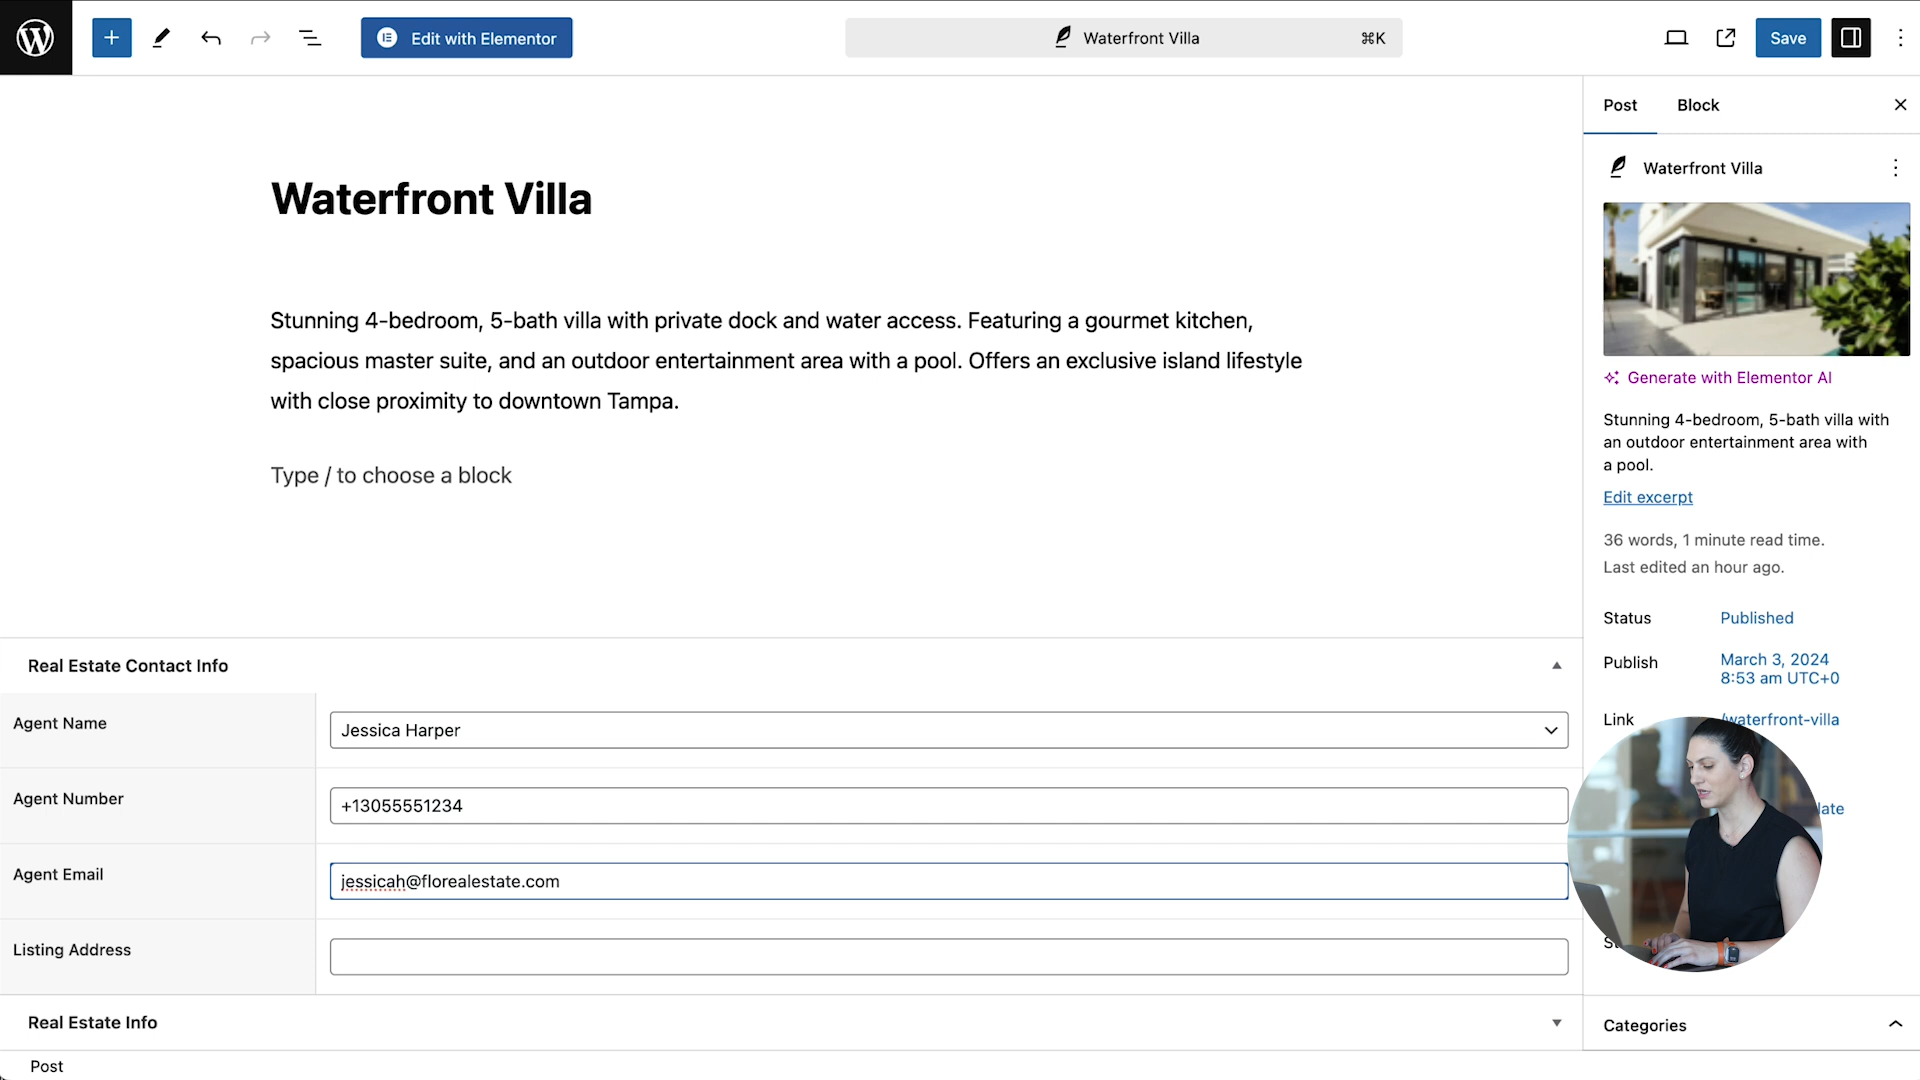 Edit with Elementor
Waterfront Villa
⌘K
Save
Post
Block
Waterfront Villa
Waterfront Villa
Stunning 4-bedroom, 5-bath villa with private dock and water access. Featuring a gourmet kitchen,
spacious master suite, and an outdoor entertainment area with a pool. Offers an exclusive island lifestyle
with close proximity to downtown Tampa.
Type / to choose a block
Generate with Elementor AI
Stunning 4-bedroom, 5-bath villa with
an outdoor entertainment area with
a pool.
Edit excerpt
36 words, 1 minute read time.
Last edited an hour ago.
Status
Published
Publish
March 3, 2024
8:53 am UTC+0
Link
/waterfront-villa
Real Estate Contact Info
Agent Name
Jessica Harper
Agent Number
+13055551234
Agent Email
jessicah@florealestate.com
Listing Address
Real Estate Info
Categories
Post